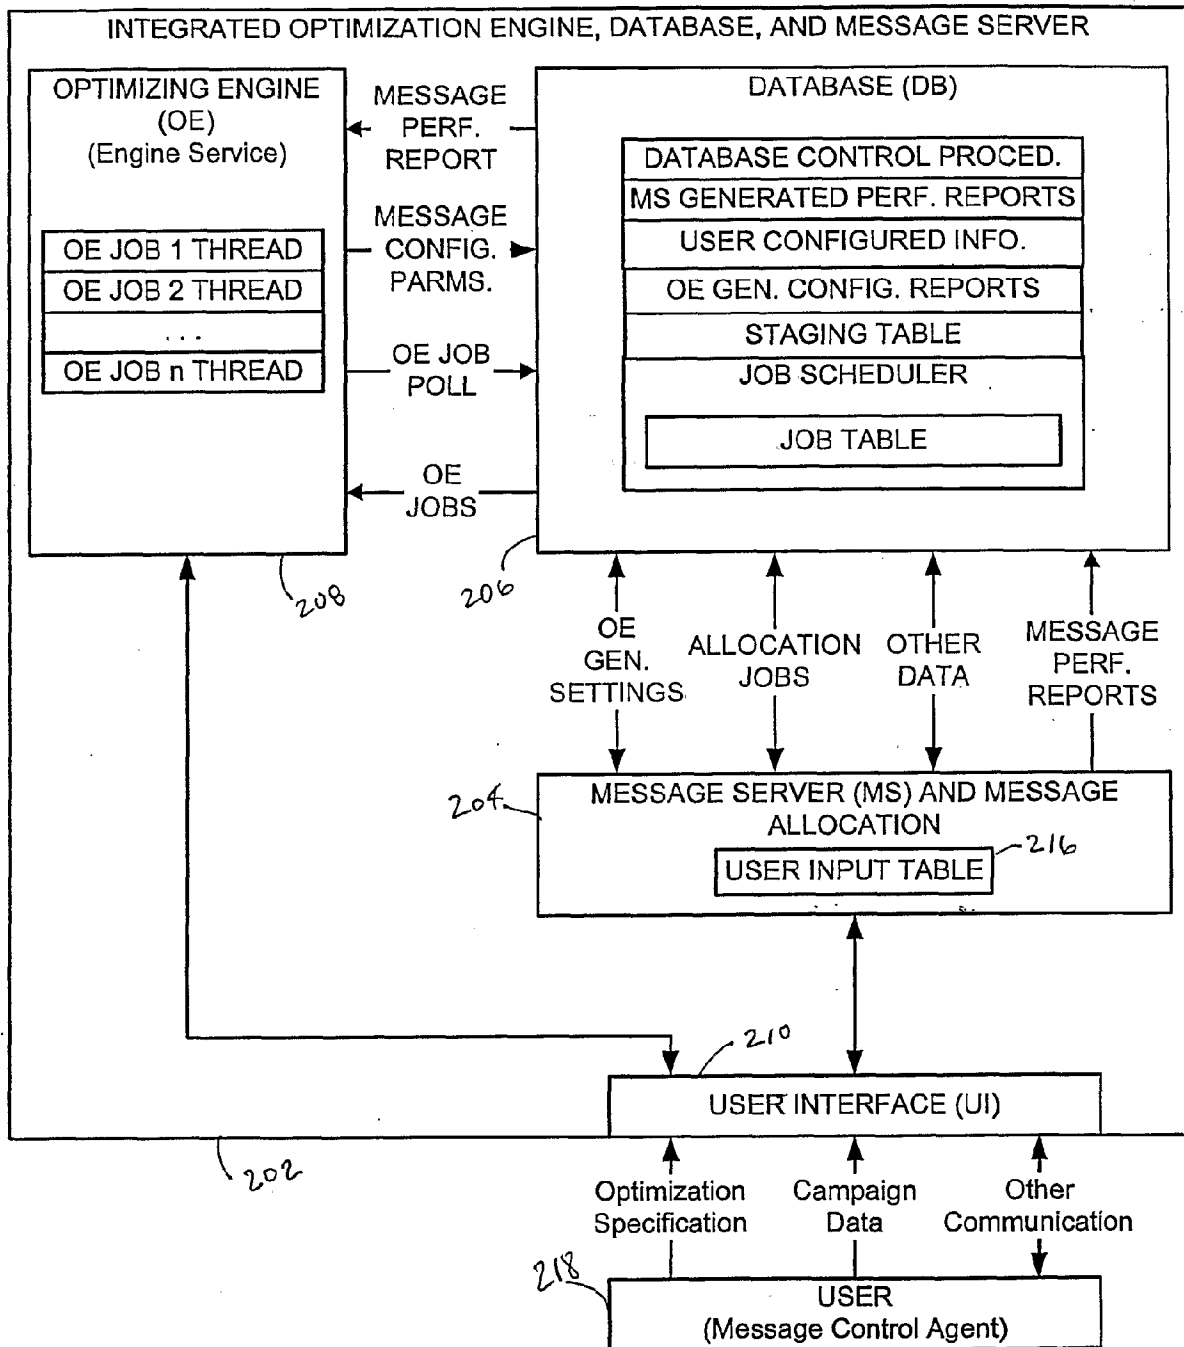 INTEGRATED OPTIMIZATION ENGINE, DATABASE, AND MESSAGE SERVER
OPTIMIZING ENGINE
(OE)
(Engine Service)
OE JOB 1 THREAD
OE JOB 2 THREAD
...
OE JOB n THREAD
MESSAGE
PERF.
REPORT
MESSAGE
CONFIG.
PARMS.
OE JOB
POLL
OE
JOBS
DATABASE (DB)
DATABASE CONTROL PROCED.
MS GENERATED PERF. REPORTS
USER CONFIGURED INFO.
OE GEN. CONFIG. REPORTS
STAGING TABLE
JOB SCHEDULER
JOB TABLE
208
206
OE
GEN.
SETTINGS
ALLOCATION
JOBS
OTHER
DATA
MESSAGE
PERF.
REPORTS
204
MESSAGE SERVER (MS) AND MESSAGE
ALLOCATION
USER INPUT TABLE
216
210
USER INTERFACE (UI)
202
Optimization
Specification
Campaign
Data
Other
Communication
218
USER
(Message Control Agent)